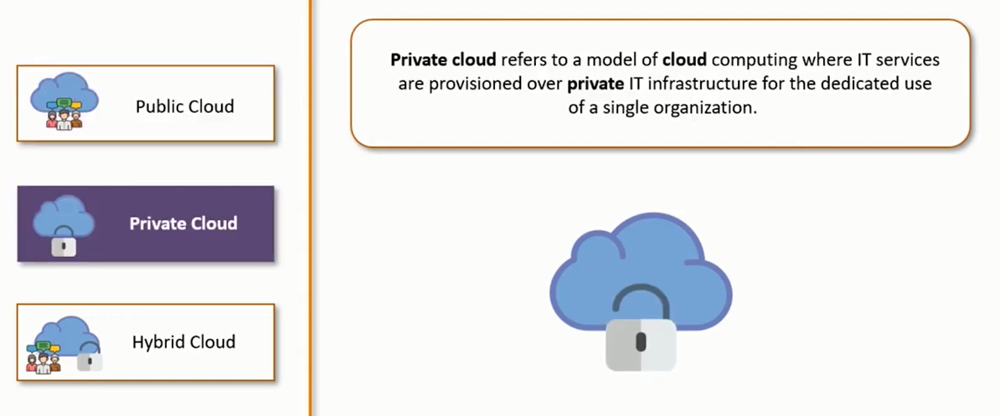 Public Cloud
Private Cloud
Hybrid Cloud
Private cloud refers to a model of cloud computing where IT services
are provisioned over private IT infrastructure for the dedicated use
of a single organization.